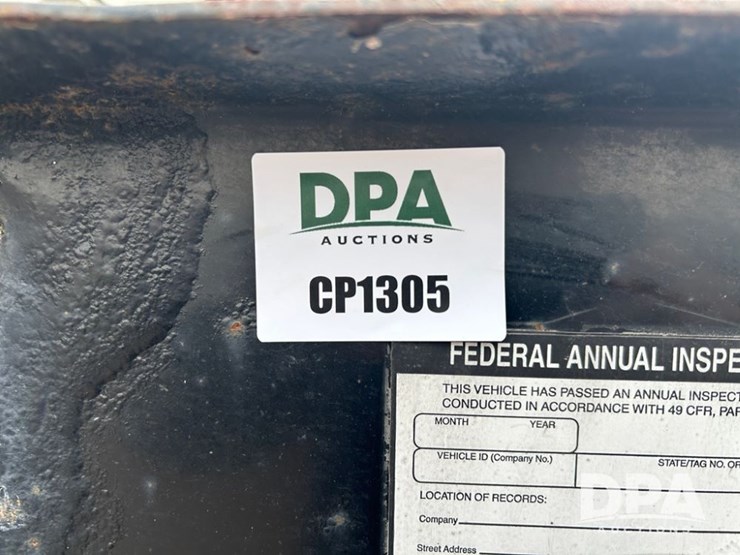 DPA
AUCTIONS
CP1305
FEDERAL ANNUAL INSPE
THIS VEHICLE HAS PASSED AN ANNUAL INSPECT
CONDUCTED IN ACCORDANCE WITH 49 CFR, PAR
MONTH YEAR
VEHICLE ID (Company No.) STATE/TAG NO. OR
LOCATION OF RECORDS:
Company
Street Address
DPA
AUCTIONS